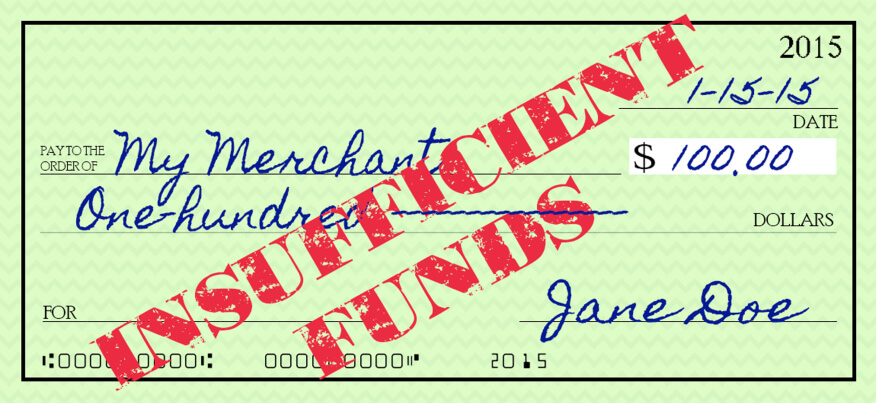 2015
1-15-15
DATE
PAY TO THE
ORDER OF My Merchant $ 100.00
One-hundred DOLLARS
INSUFFICIENT
FUNDS
FOR Jane Doe
2015